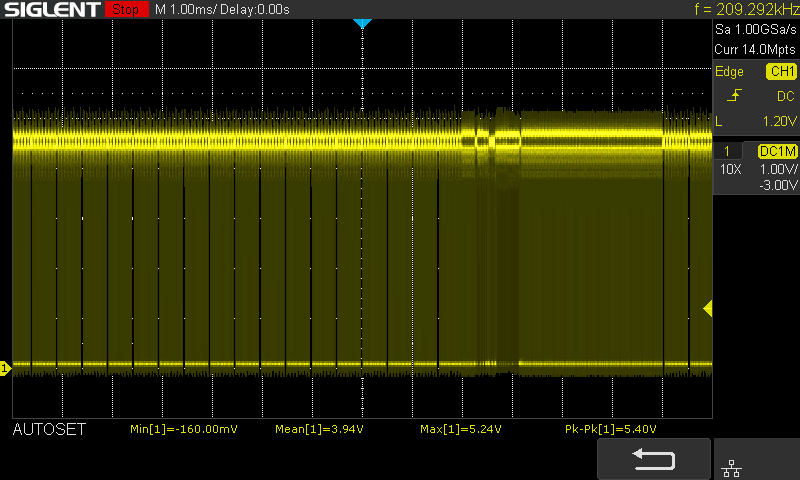 SIGLENT Stop M 1.00ms/ Delay:0.00s f = 209.292kHz
Sa 1.00GSa/s
Curr 14.0Mpts
Edge CH1
DC
L 1.20V
1 DC1M
10X 1.00V/
-3.00V
1
AUTOSET Min[1]=-160.00mV Mean[1]=3.94V Max[1]=5.24V Pk-Pk[1]=5.40V